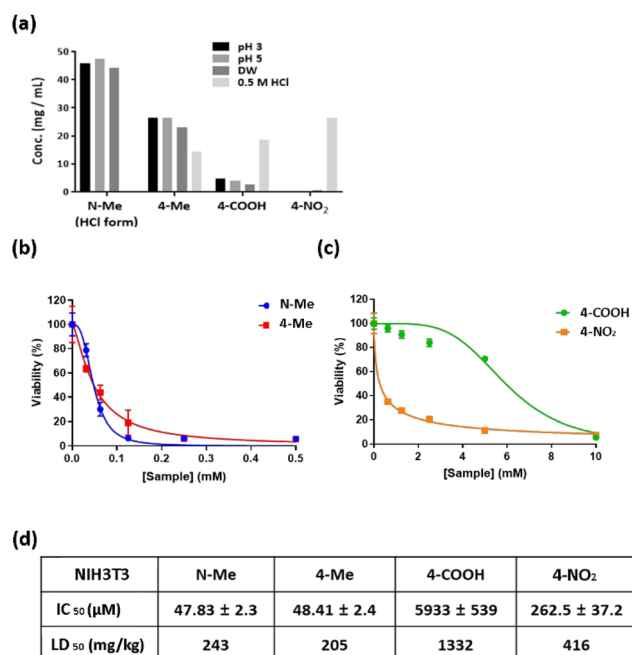 (a)
Conc. (mg / mL)
50
40
30
20
10
0
pH 3
pH 5
DW
0.5 M HCl
N-Me
(HCl form)
4-Me
4-COOH
4-NO₂
(b)
Viability (%)
120
100
80
60
40
20
0
N-Me
4-Me
0.0 0.1 0.2 0.3 0.4 0.5
[Sample] (mM)
(c)
Viability (%)
120
100
80
60
40
20
0
4-COOH
4-NO₂
0 2 4 6 8 10
[Sample] (mM)
(d)
NIH3T3 N-Me 4-Me 4-COOH 4-NO₂
IC ₅₀ (µM) 47.83 ± 2.3 48.41 ± 2.4 5933 ± 539 262.5 ± 37.2
LD ₅₀ (mg/kg) 243 205 1332 416